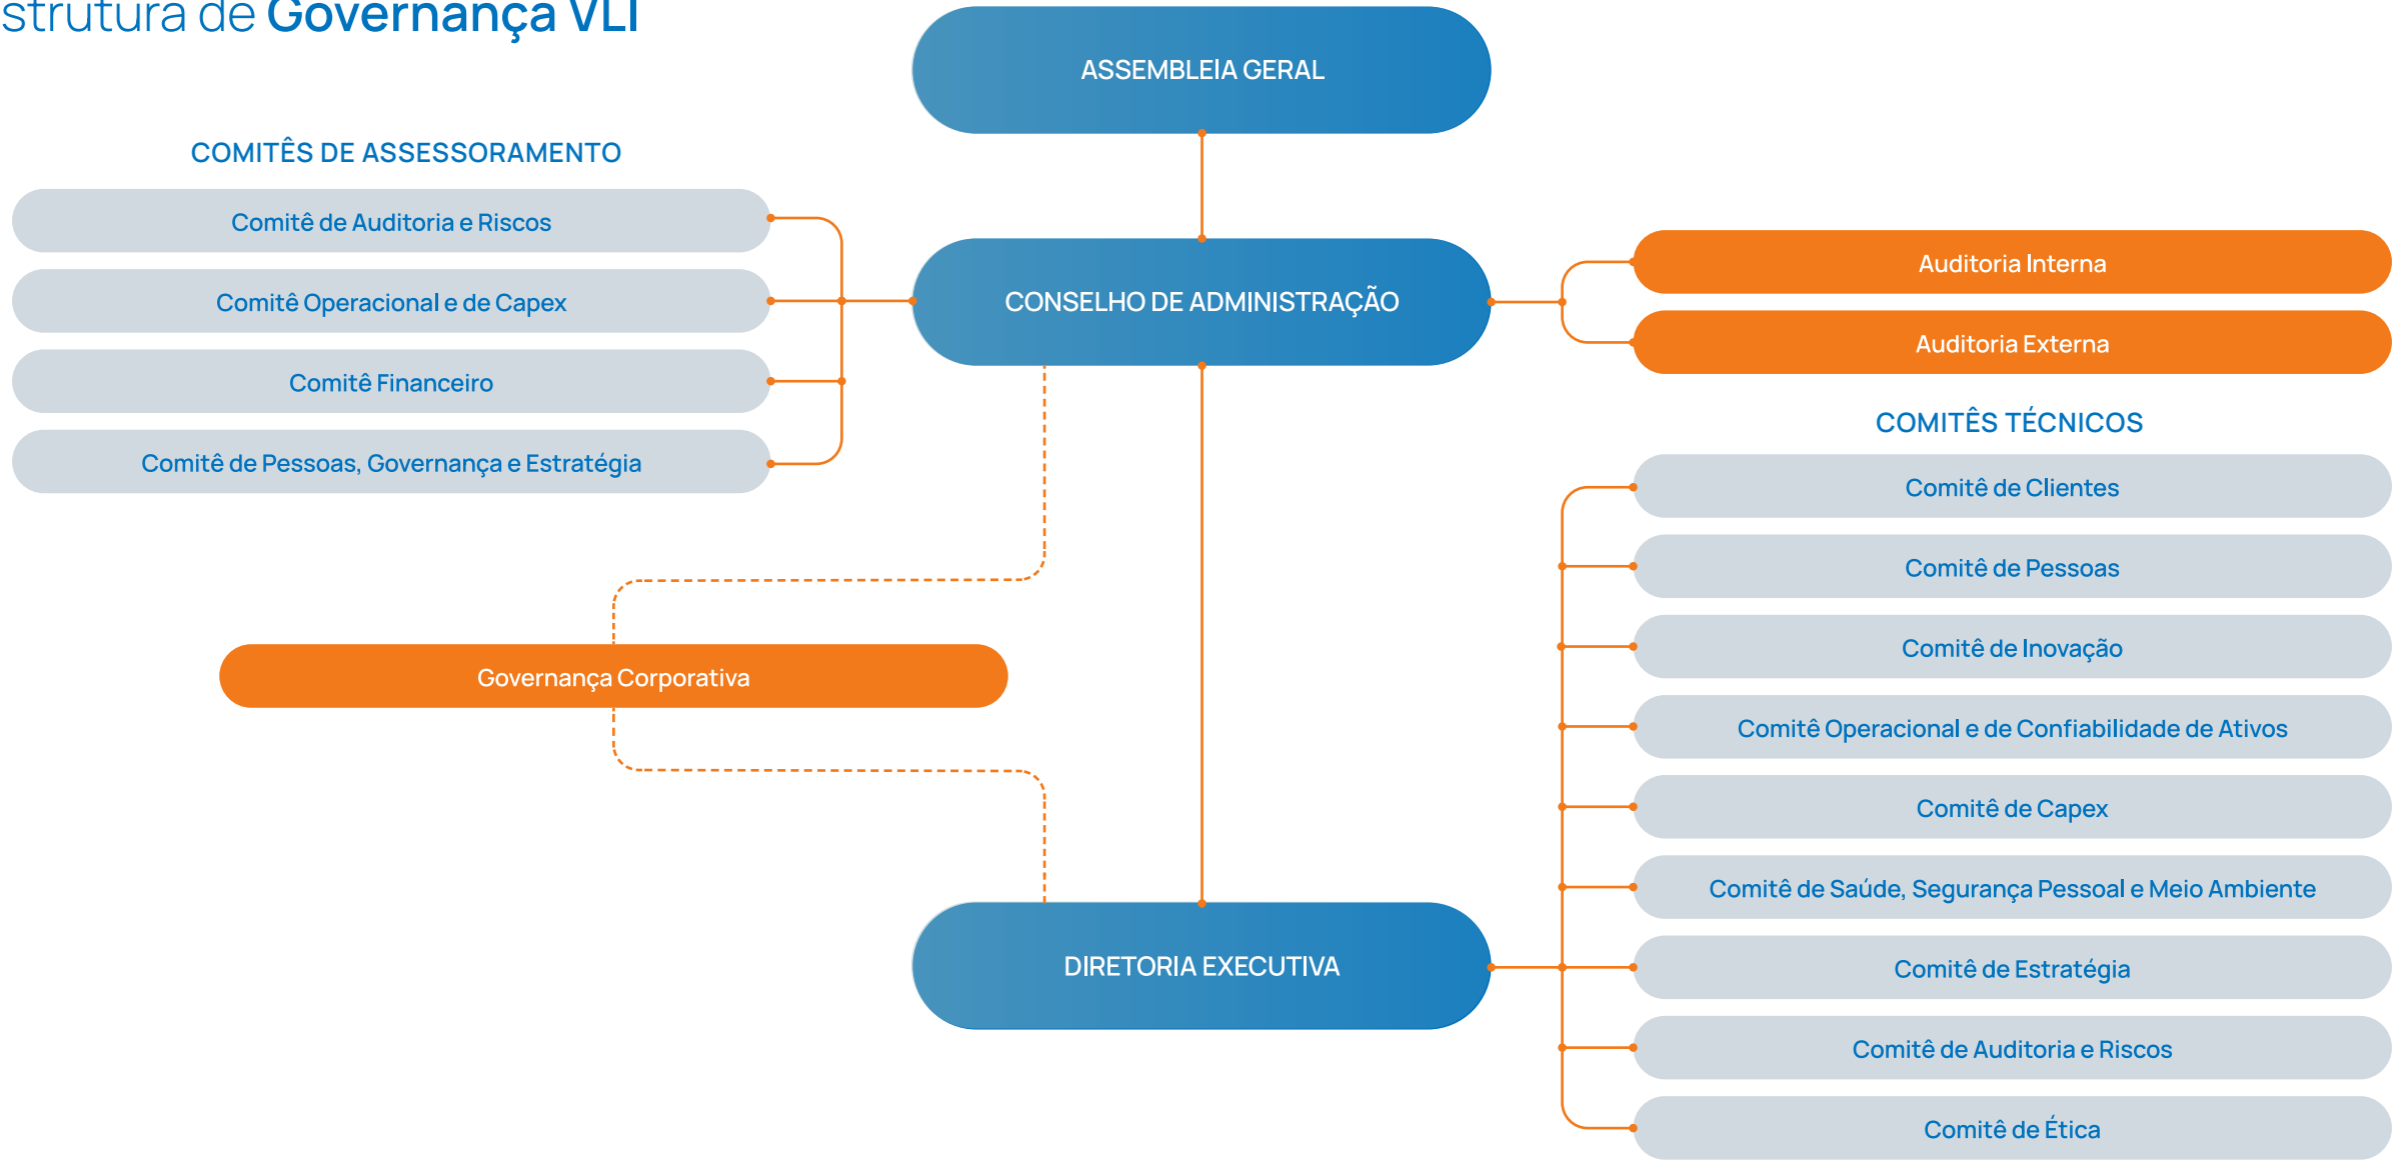 strutura de Governança VLI
ASSEMBLEIA GERAL
COMITÊS DE ASSESSORAMENTO
Comitê de Auditoria e Riscos
Comitê Operacional e de Capex
Comitê Financeiro
Comitê de Pessoas, Governança e Estratégia
CONSELHO DE ADMINISTRAÇÃO
Auditoria Interna
Auditoria Externa
Governança Corporativa
DIRETORIA EXECUTIVA
COMITÊS TÉCNICOS
Comitê de Clientes
Comitê de Pessoas
Comitê de Inovação
Comitê Operacional e de Confiabilidade de Ativos
Comitê de Capex
Comitê de Saúde, Segurança Pessoal e Meio Ambiente
Comitê de Estratégia
Comitê de Auditoria e Riscos
Comitê de Ética